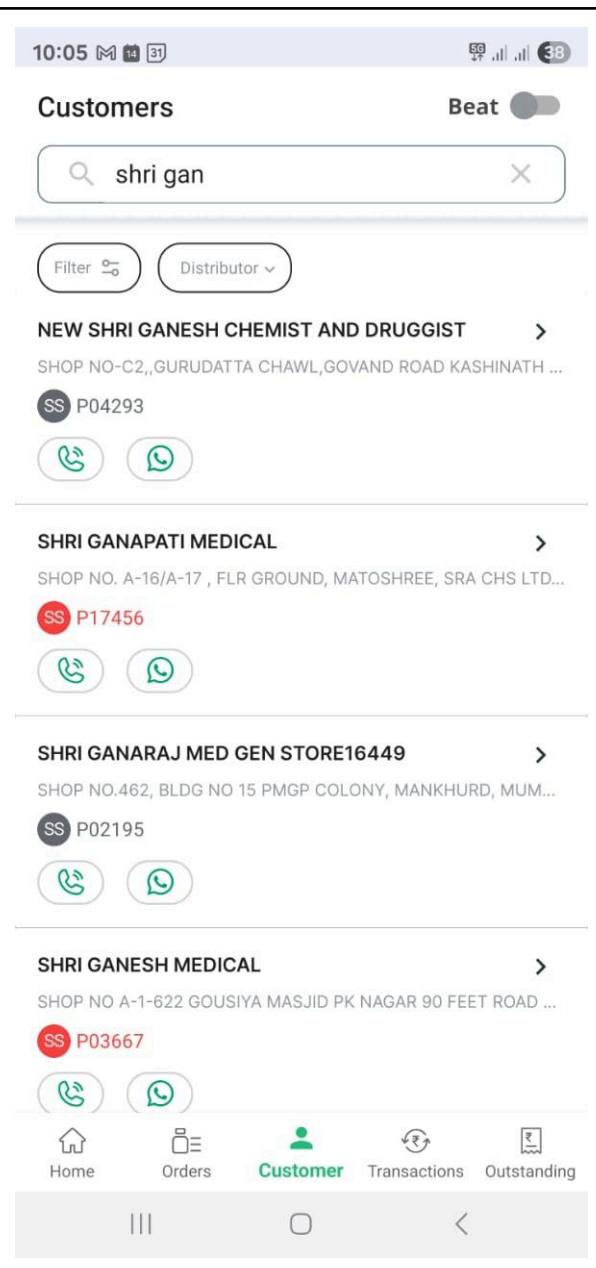 10:05 14 31 5G 38
Customers Beat
shri gan
Filter Distributor
NEW SHRI GANESH CHEMIST AND DRUGGIST
SHOP NO-C2,,GURUDATTA CHAWL,GOVAND ROAD KASHINATH ...
SS P04293
SHRI GANAPATI MEDICAL
SHOP NO. A-16/A-17 , FLR GROUND, MATOSHREE, SRA CHS LTD...
SS P17456
SHRI GANARAJ MED GEN STORE16449
SHOP NO.462, BLDG NO 15 PMGP COLONY, MANKHURD, MUM...
SS P02195
SHRI GANESH MEDICAL
SHOP NO A-1-622 GOUSIYA MASJID PK NAGAR 90 FEET ROAD ...
SS P03667
Home Orders Customer Transactions Outstanding